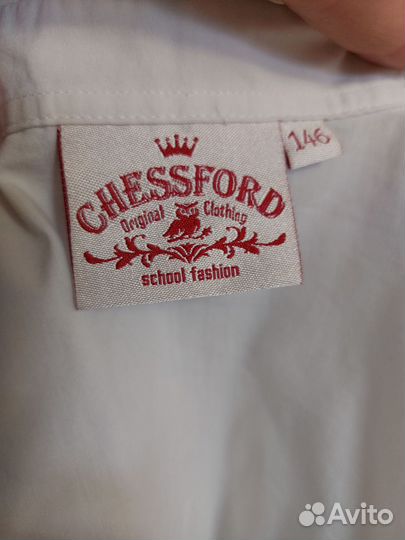 CHESSFORD
146
Original Clothing
school fashion
Avito